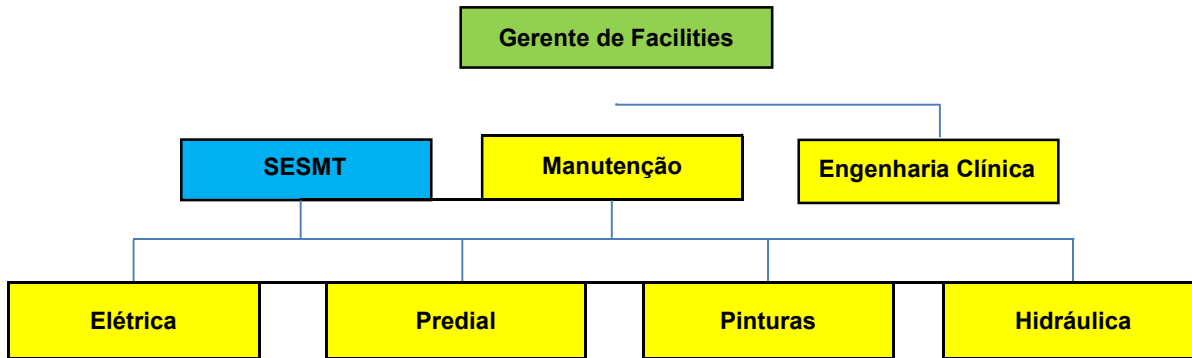 Gerente de Facilities
SESMT
Manutenção
Engenharia Clínica
Elétrica
Predial
Pinturas
Hidráulica